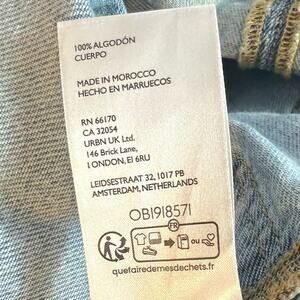 100% ALGODÓN
CUERPO
MADE IN MOROCCO
HECHO EN MARRUECOS
RN 66170
CA 32054
URBN UK Ltd.
146 Brick Lane,
LONDON, E1 6RU
LEIDSESTRAAT 32, 1017 PB
AMSTERDAM, NETHERLANDS
OB1918571
FR
quefairedemesdechets.fr